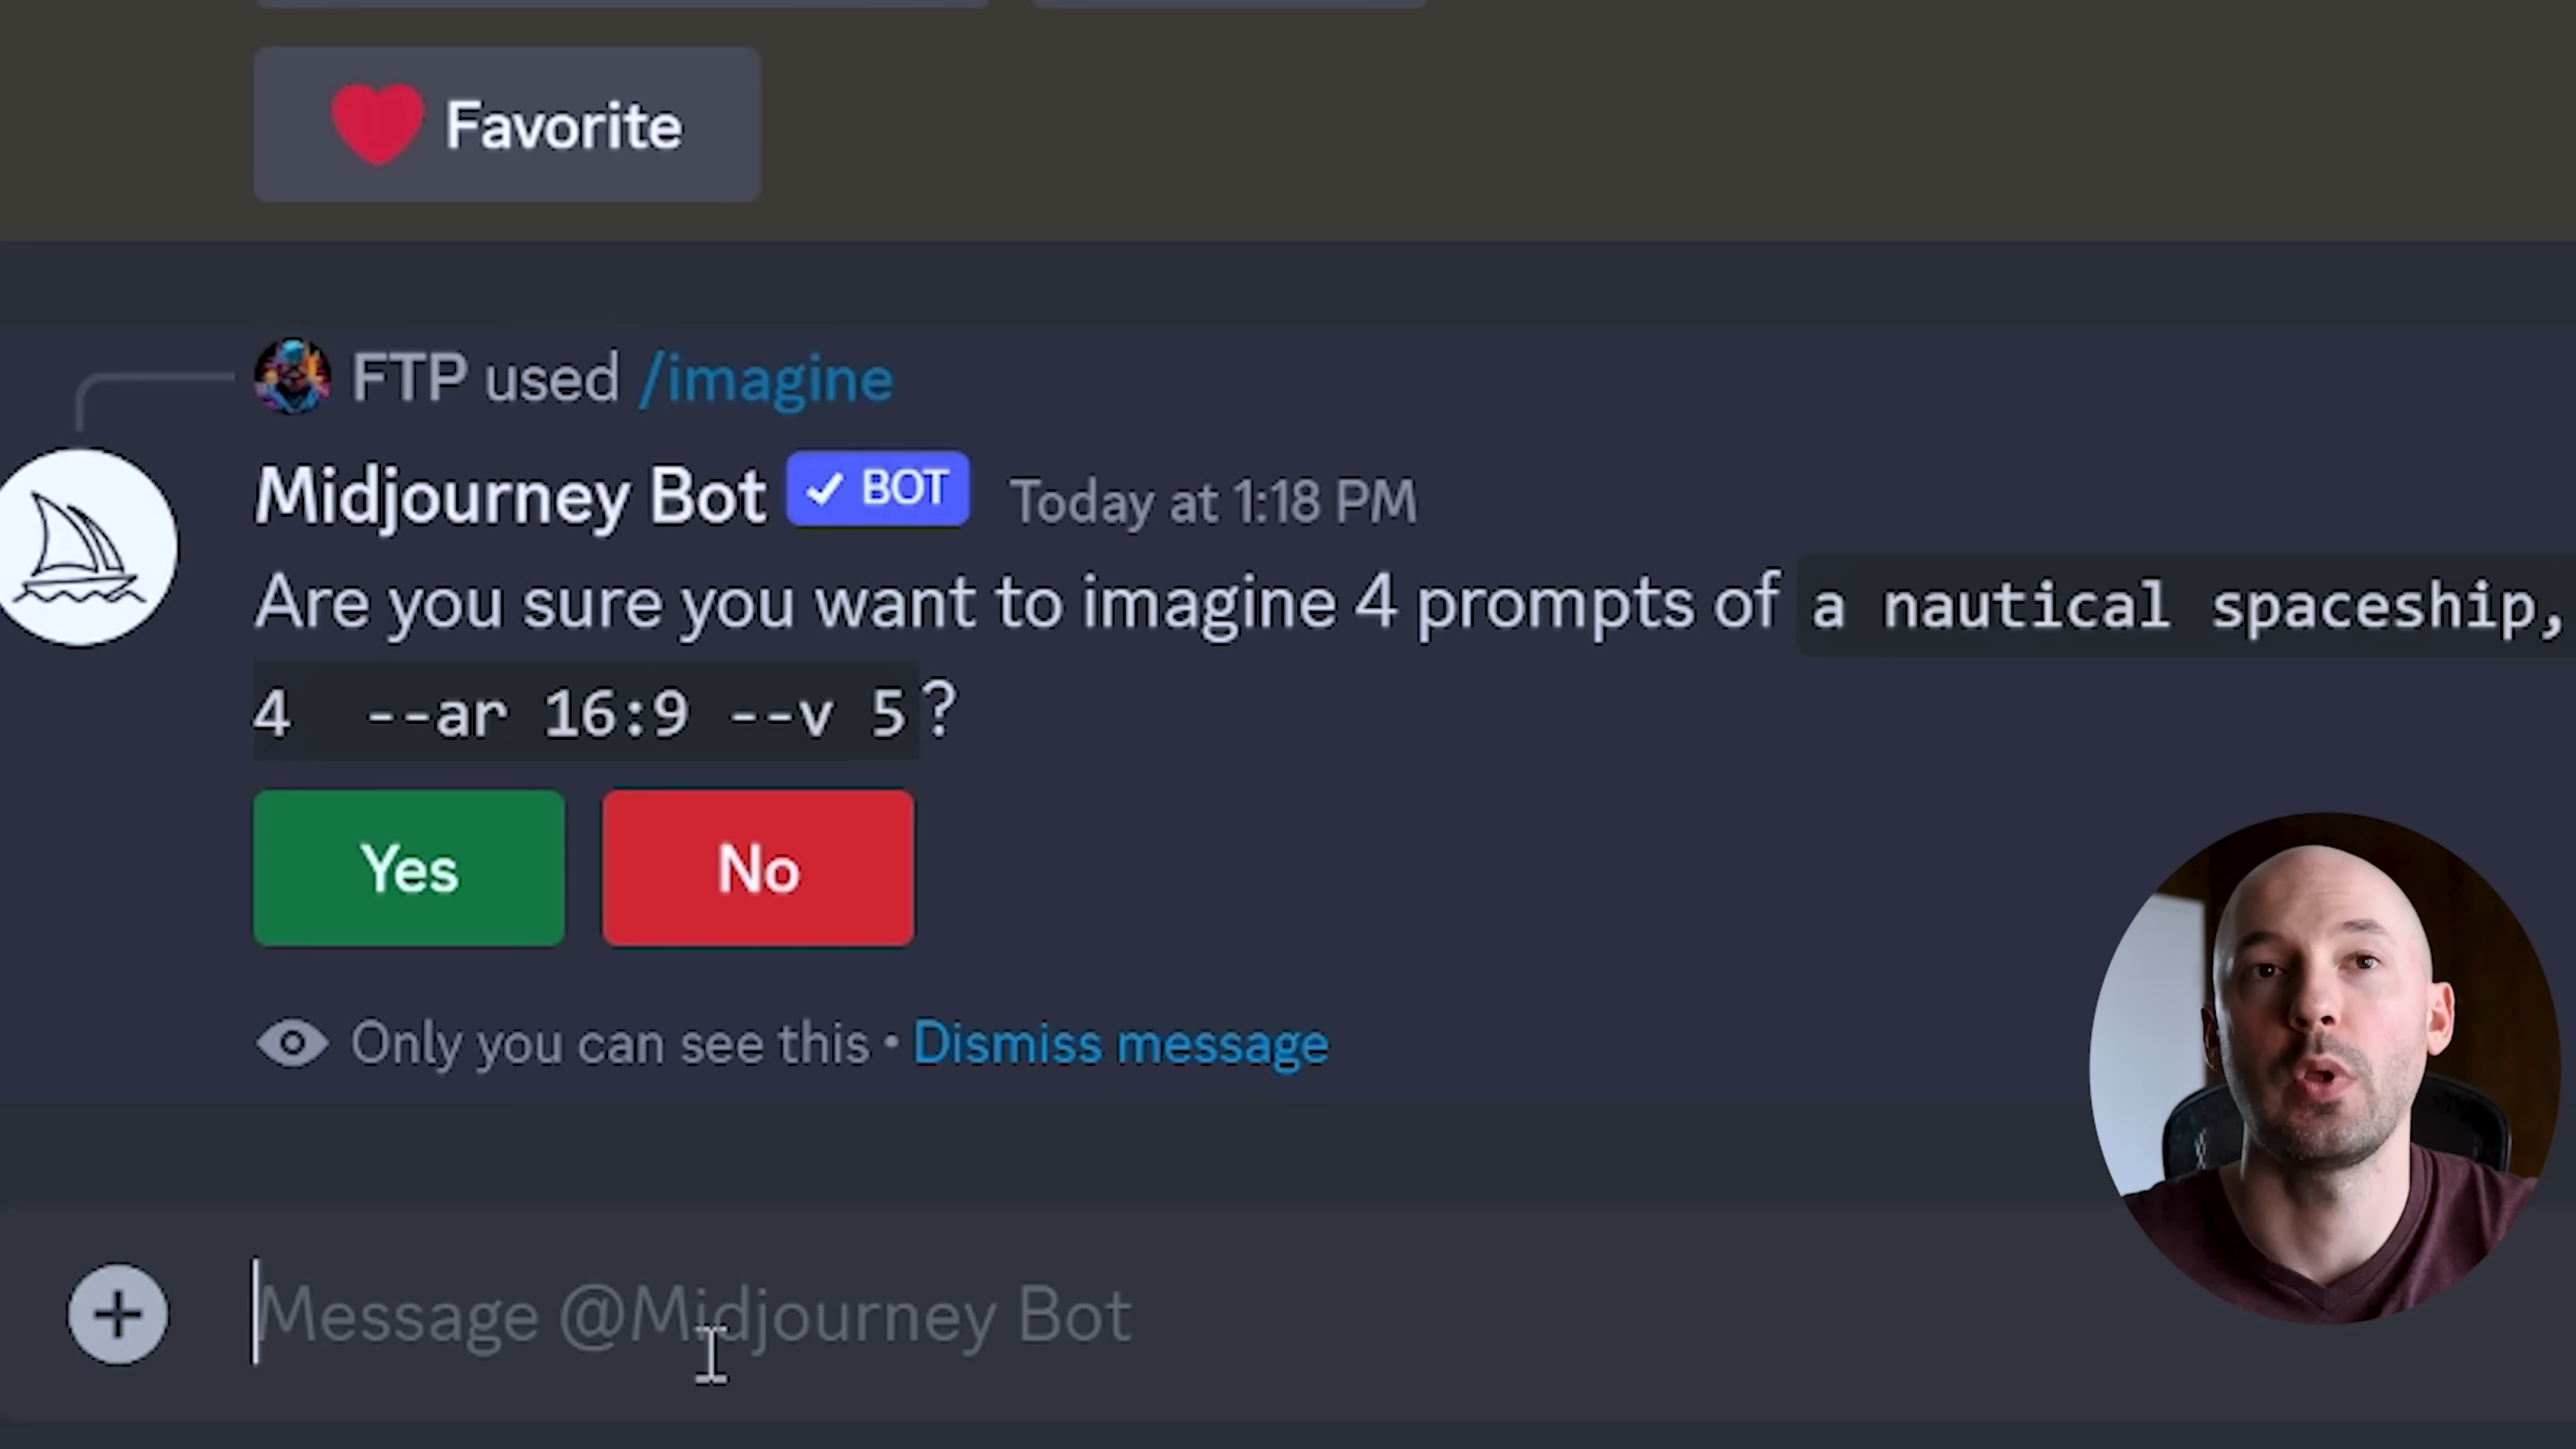 Favorite
FTP used /imagine
Midjourney Bot ✓ BOT Today at 1:18 PM
Are you sure you want to imagine 4 prompts of a nautical spaceship,
4  --ar 16:9 --v 5?
Yes No
Only you can see this • Dismiss message
Message @Midjourney Bot